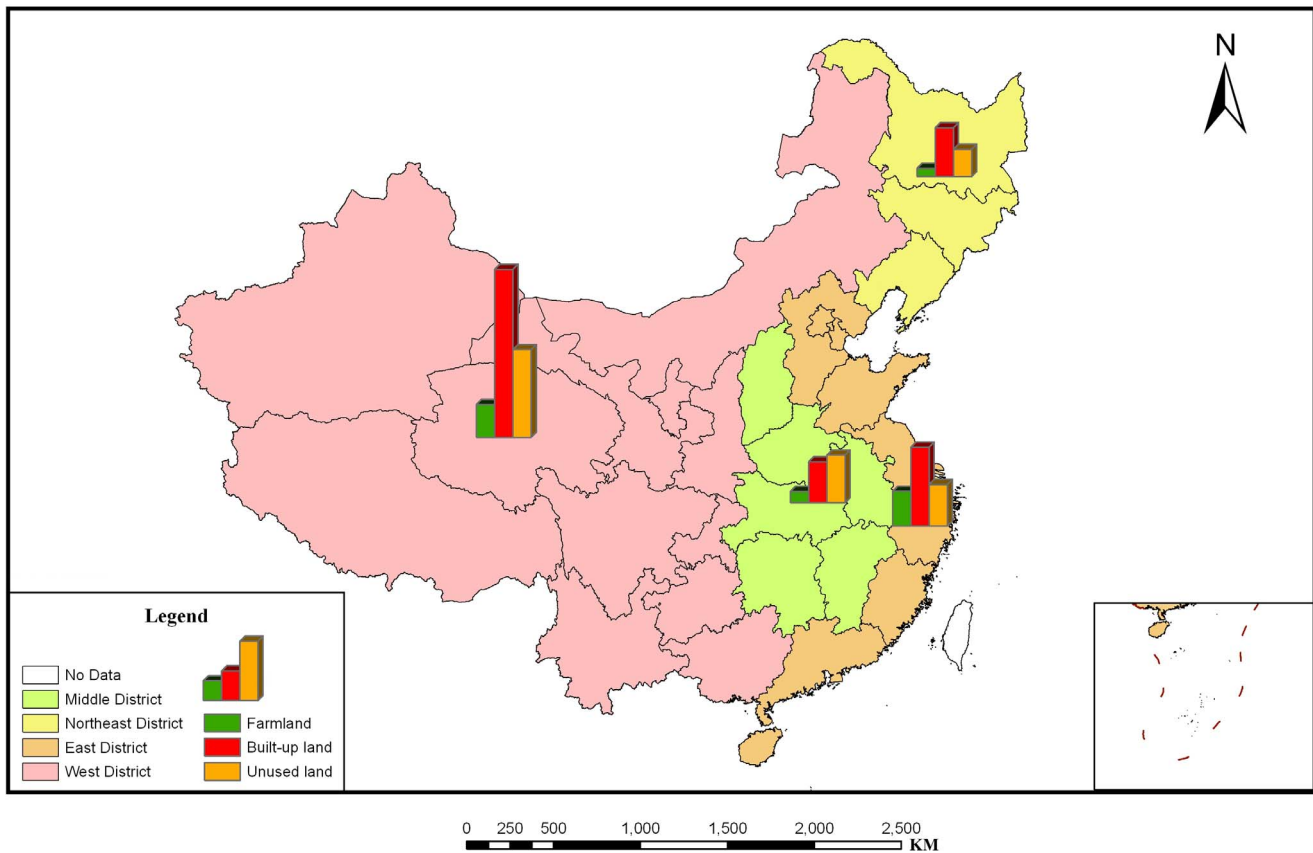 N
Legend
No Data
Middle District
Northeast District
East District
West District
Farmland
Built-up land
Unused land
0 250 500 1,000 1,500 2,000 2,500
KM